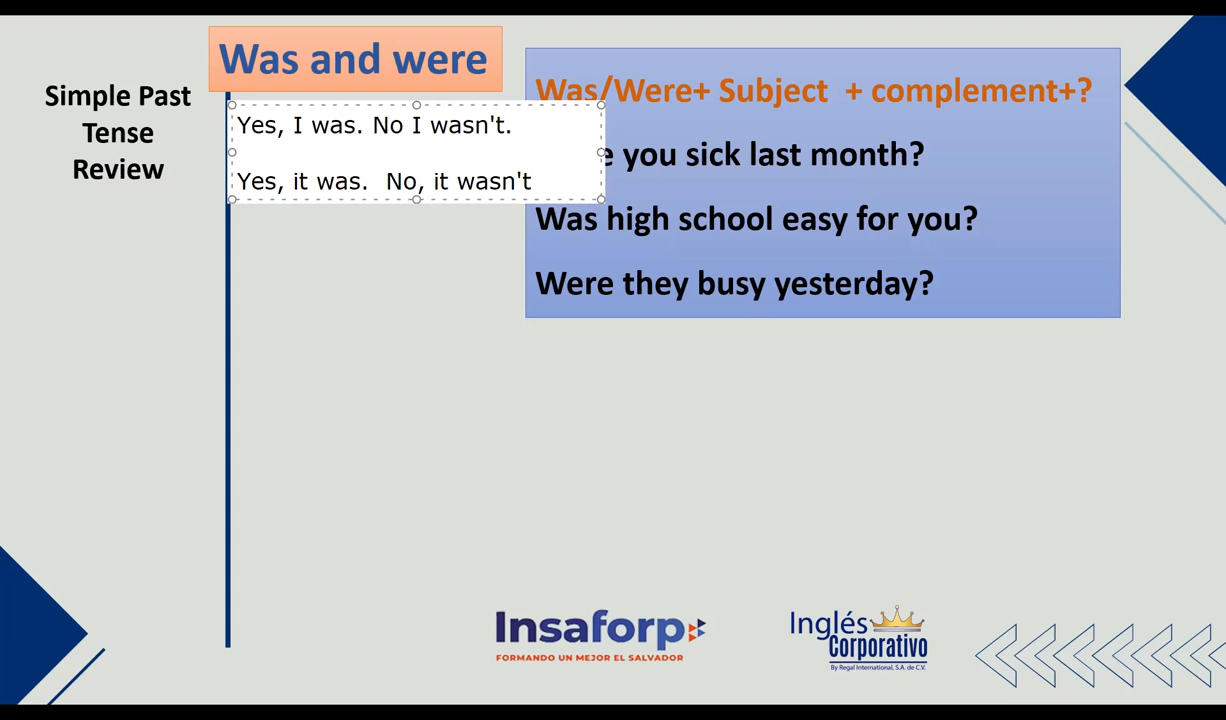 Was and were
Simple Past
Tense
Review
Yes, I was. No I wasn't.
Yes, it was. No, it wasn't
Was/Were+ Subject + complement+?
you sick last month?
Was high school easy for you?
Were they busy yesterday?
Insaforp
FORMANDO UN MEJOR EL SALVADOR
Inglés
Corporativo
By Regal International, S.A. de C.V.